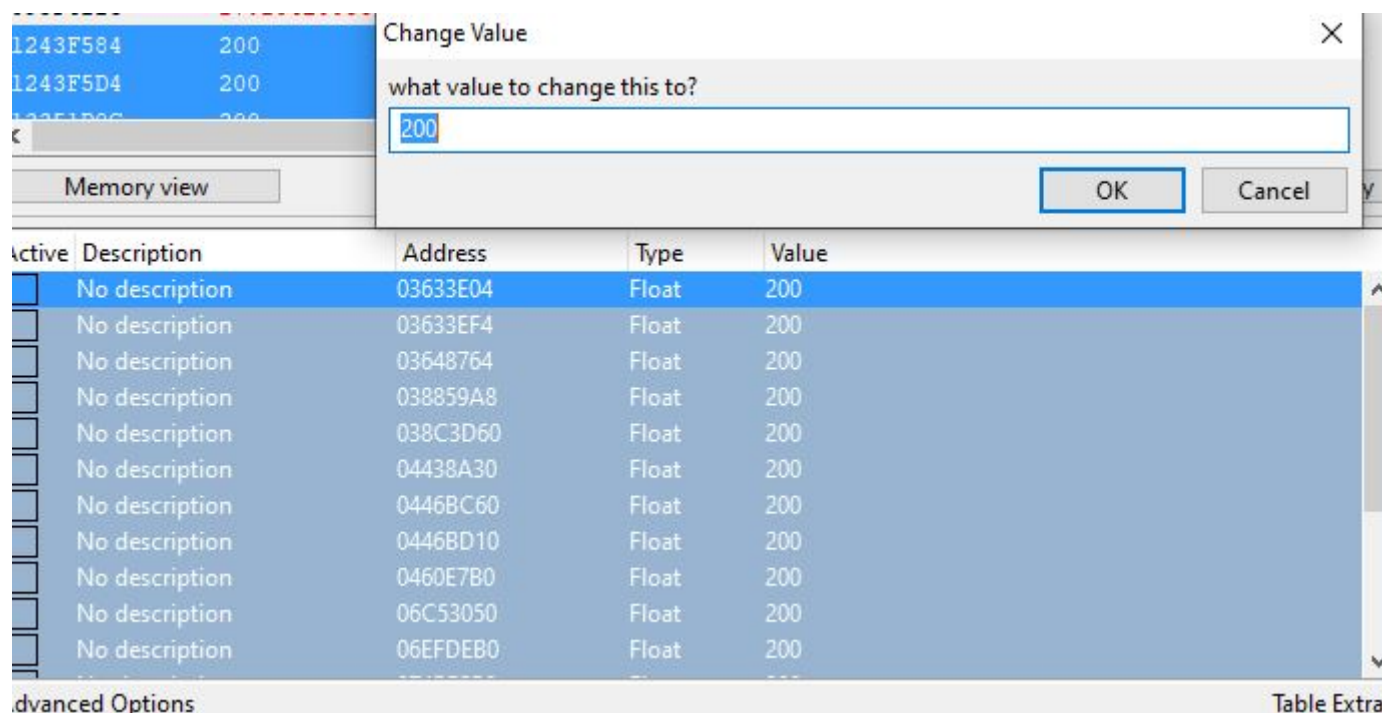 Change Value
1243F584 200
1243F5D4 200
what value to change this to?
200
Memory view
OK Cancel y
Active Description Address Type Value
No description 03633E04 Float 200
No description 03633EF4 Float 200
No description 03648764 Float 200
No description 038859A8 Float 200
No description 038C3D60 Float 200
No description 04438A30 Float 200
No description 0446BC60 Float 200
No description 0446BD10 Float 200
No description 0460E7B0 Float 200
No description 06C53050 Float 200
No description 06EFDEB0 Float 200
dvanced Options Table Extra